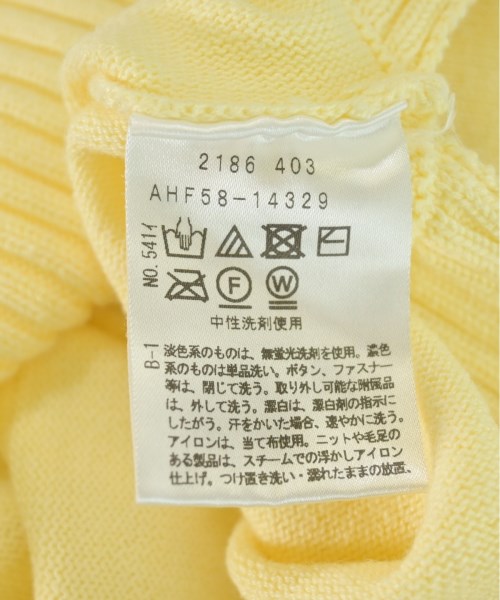 2186 403
AHF58-14329
NO.541イ
F
W
中性洗剤使用
B-1
淡色系のものは、無蛍光洗剤を使用。濃色
系のものは単品洗い。ボタン、ファスナー
等は、閉じて洗う。取り外し可能な附属品
は、外して洗う。漂白は、漂白剤の指示に
したがう。汗をかいた場合、速やかに洗う。
アイロンは、当て布使用。ニットや毛足の
ある製品は、スチームでの浮かしアイロン
仕上げ。つけ置き洗い・濡れたままの放置、